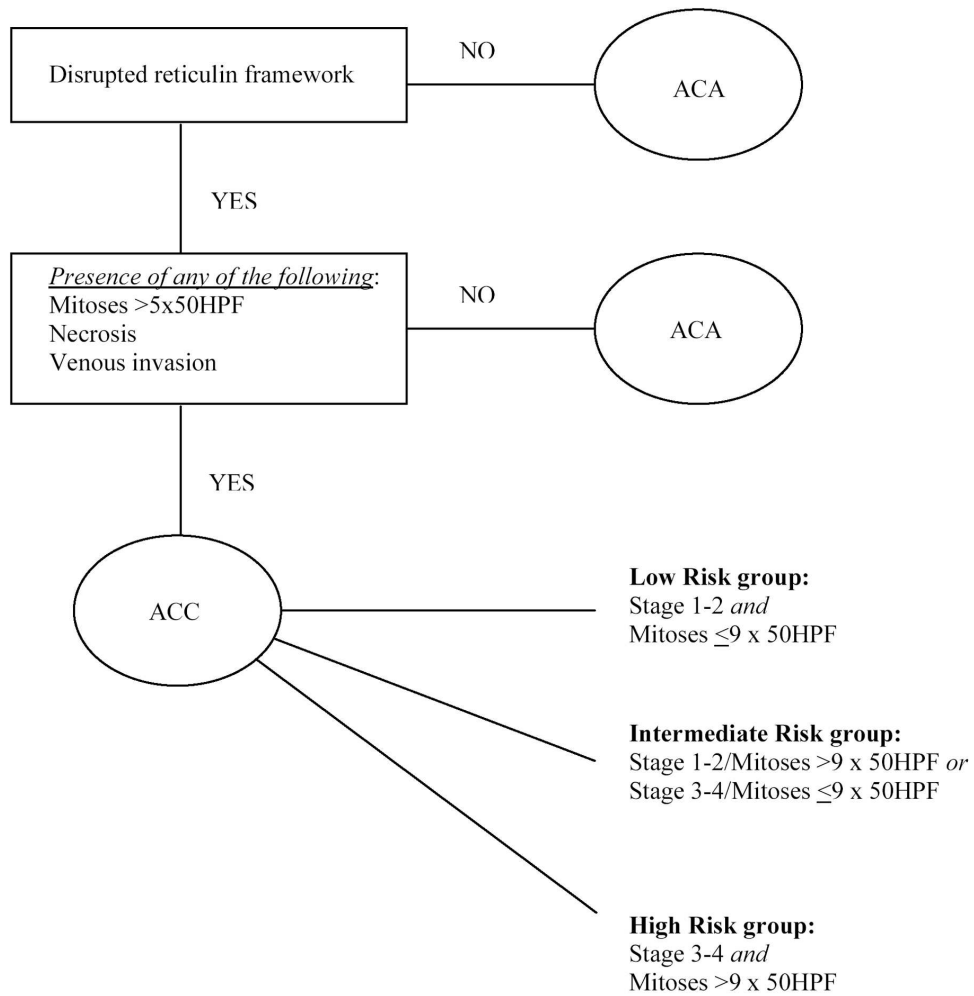 Disrupted reticulin framework
NO
ACA
YES
Presence of any of the following:
Mitoses >5x50HPF
Necrosis
Venous invasion
NO
ACA
YES
ACC
Low Risk group:
Stage 1-2 and
Mitoses ≤9 x 50HPF
Intermediate Risk group:
Stage 1-2/Mitoses >9 x 50HPF or
Stage 3-4/Mitoses ≤9 x 50HPF
High Risk group:
Stage 3-4 and
Mitoses >9 x 50HPF